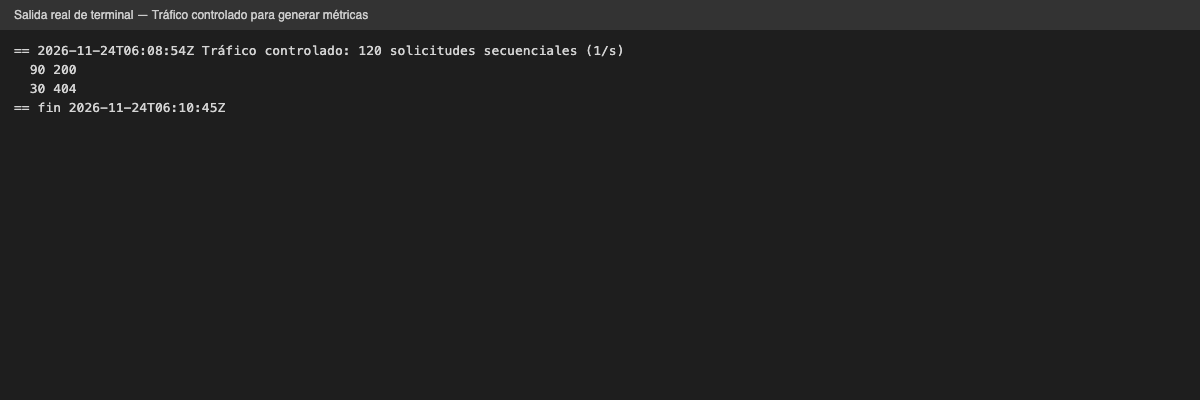 Salida real de terminal — Tráfico controlado para generar métricas
== 2026-11-24T06:08:54Z Tráfico controlado: 120 solicitudes secuenciales (1/s)
90 200
30 404
== fin 2026-11-24T06:10:45Z